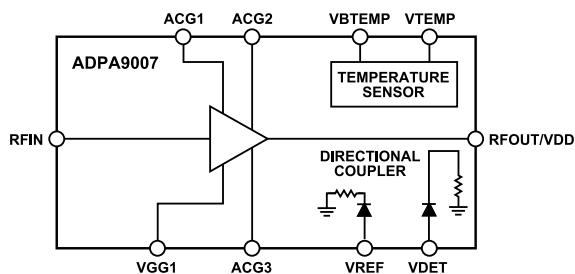 ACG1 ACG2 VBTEMP VTEMP
ADPA9007
TEMPERATURE
SENSOR
RFIN
RFOUT/VDD
DIRECTIONAL
COUPLER
VGG1 ACG3 VREF VDET